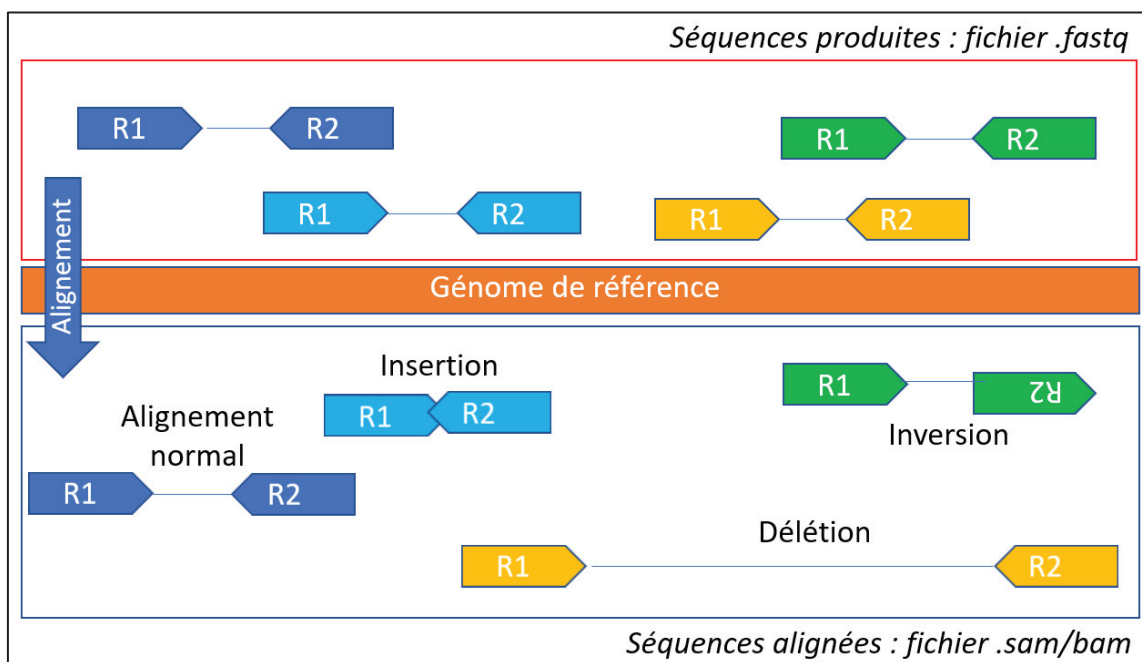 Séquences produites : fichier .fastq
R1 R2
R1 R2
R1 R2
R1 R2
Alignement
Génome de référence
Insertion
R1 R2
R1 R2
Inversion
Alignement
normal
R1 R2
Délétion
R1 R2
Séquences alignées : fichier .sam/bam